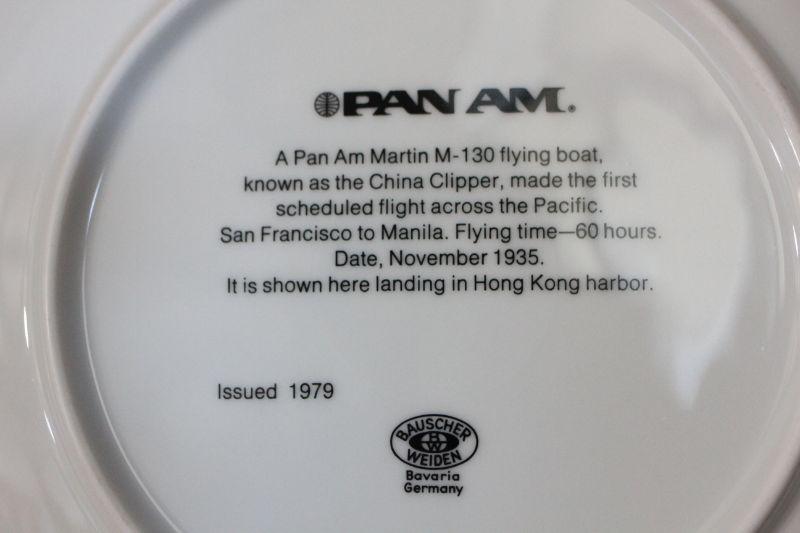 PAN AM.
A Pan Am Martin M-130 flying boat,
known as the China Clipper, made the first
scheduled flight across the Pacific.
San Francisco to Manila. Flying time—60 hours.
Date, November 1935.
It is shown here landing in Hong Kong harbor.
Issued 1979
BAUSCHER
BW
WEIDEN
Bavaria
Germany